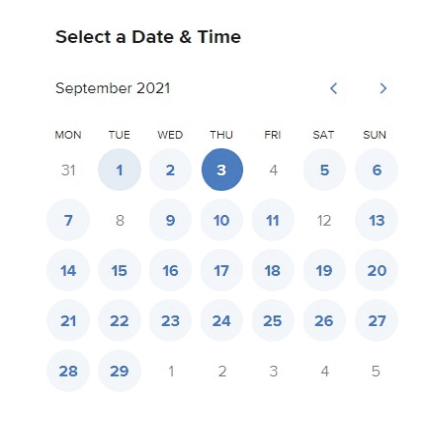 Select a Date & Time
September 2021
MON TUE WED THU FRI SAT SUN
31 1 2 3 4 5 6
7 8 9 10 11 12 13
14 15 16 17 18 19 20
21 22 23 24 25 26 27
28 29 1 2 3 4 5